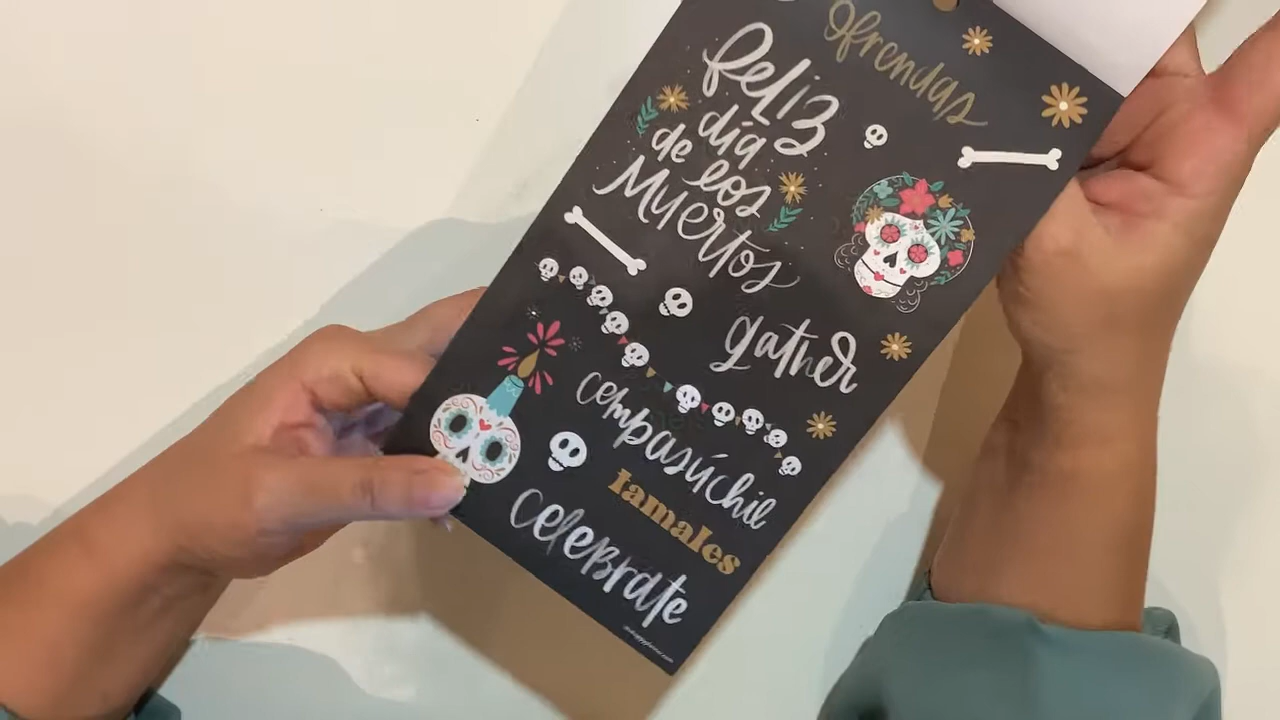 Ofrendas
feliz
día
de los
Muertos
gather
cempasúchil
tamales
celebrate